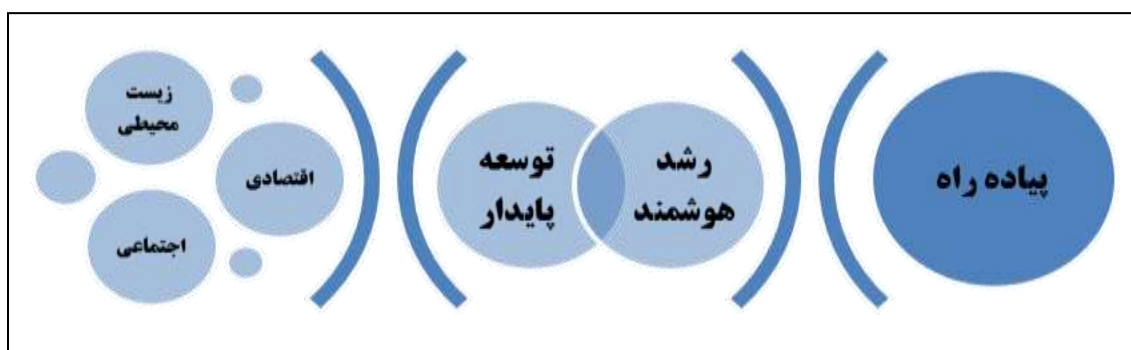 پیاده راه
رشد
هوشمند
توسعه
پایدار
زیست
محیطی
اقتصادی
اجتماعی